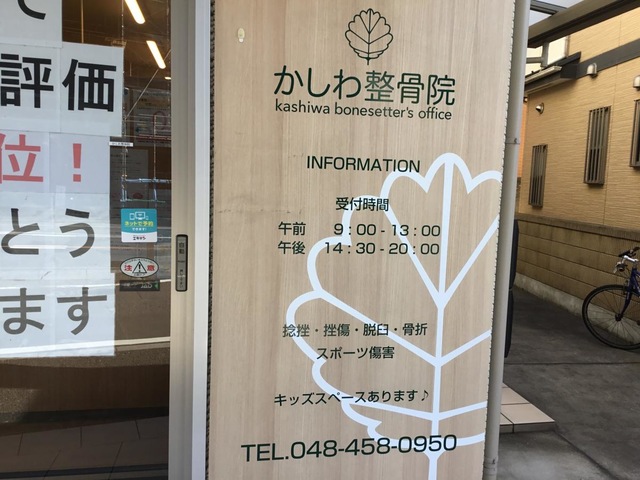 て
評価
位！
とう
ます
ネット予約
注意
かしわ整骨院
kashiwa bonesetter's office
INFORMATION
受付時間
午前 9:00-13:00
午後 14:30-20:00
捻挫・挫傷・脱臼・骨折
スポーツ傷害
キッズスペースあります♪
TEL.048-458-0950